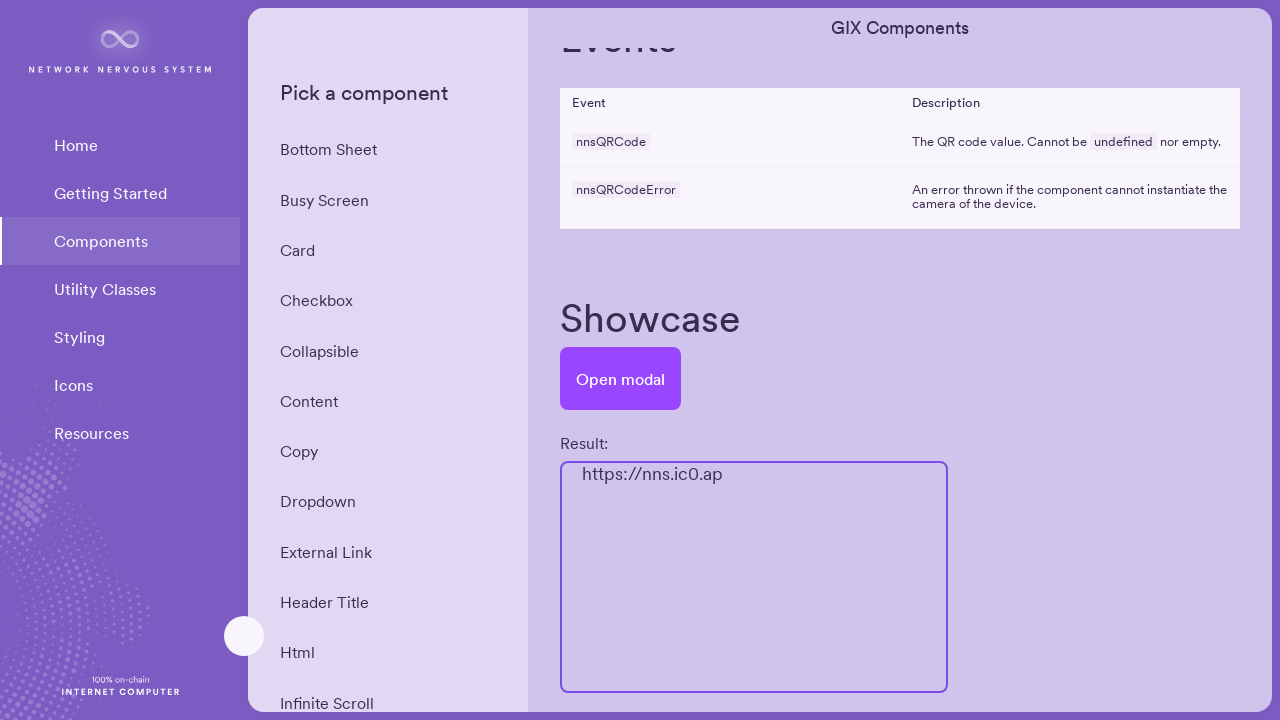 NETWORK NERVOUS SYSTEM
Home
Getting Started
Components
Utility Classes
Styling
Icons
Resources
100% on-chain
INTERNET COMPUTER
Pick a component
Bottom Sheet
Busy Screen
Card
Checkbox
Collapsible
Content
Copy
Dropdown
External Link
Header Title
Html
Infinite Scroll
GIX Components
Events
Event Description
nnsQRCode The QR code value. Cannot be undefined nor empty.
nnsQRCodeError An error thrown if the component cannot instantiate the
camera of the device.
Showcase
Open modal
Result:
https://nns.ic0.ap